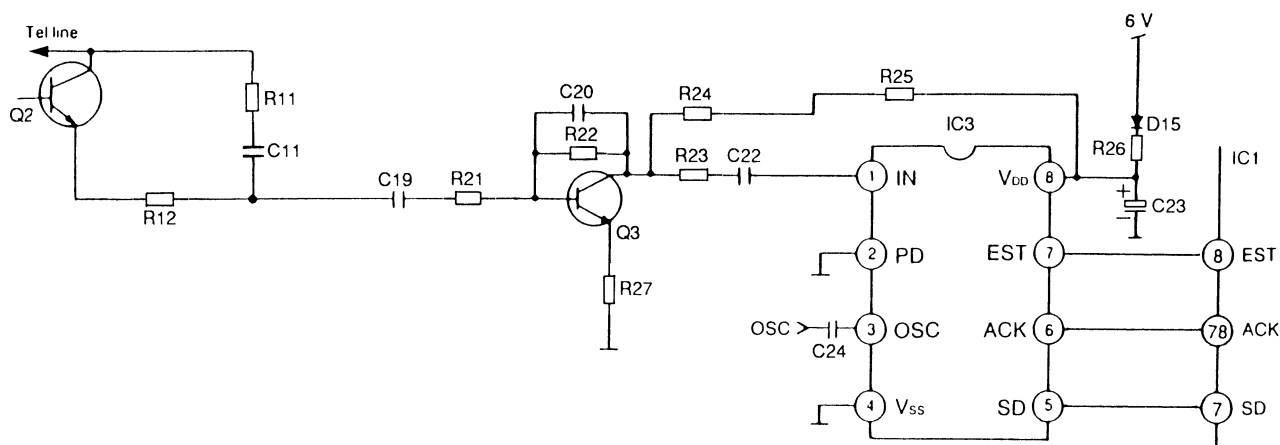 6 V
Tel line
Q2
R11
C11
R12
C19
R21
C20
R22
Q3
R27
R24
R25
R23
C22
D15
R26
C23
+
−
IC3
IC1
1 IN
VDD 8
2 PD
EST 7
8 EST
OSC
C24
3 OSC
ACK 6
78 ACK
4 VSS
SD 5
7 SD